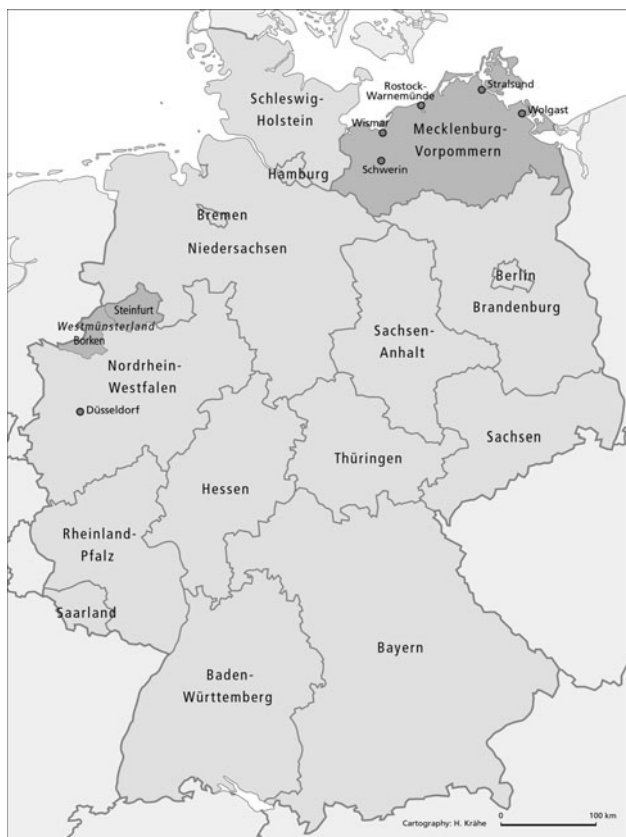 Schleswig-
Holstein
Rostock-
Warnemünde
Stralsund
Wolgast
Wismar
Mecklenburg-
Vorpommern
Schwerin
Hamburg
Bremen
Niedersachsen
Berlin
Brandenburg
Steinfurt
Westmünsterland
Borken
Sachsen-
Anhalt
Nordrhein-
Westfalen
Düsseldorf
Sachsen
Thüringen
Hessen
Rheinland-
Pfalz
Saarland
Bayern
Baden-
Württemberg
Cartography: H. Krähe
0
100 km